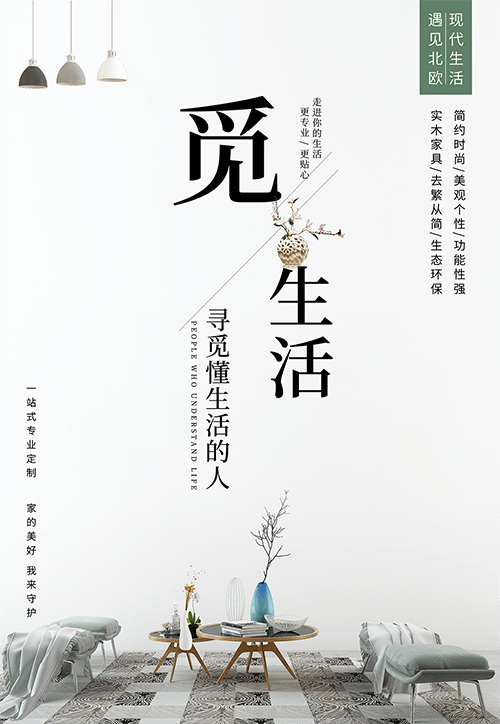 现代生活
遇见北欧
简约时尚/美观个性/功能性强
实木家具/去繁从简/生态环保
走进你的生活
更专业/更贴心
觅
生活
寻觅懂生活的人
PEOPLE WHO UNDERSTAND LIFE
一站式专业定制 家的美好 我来守护